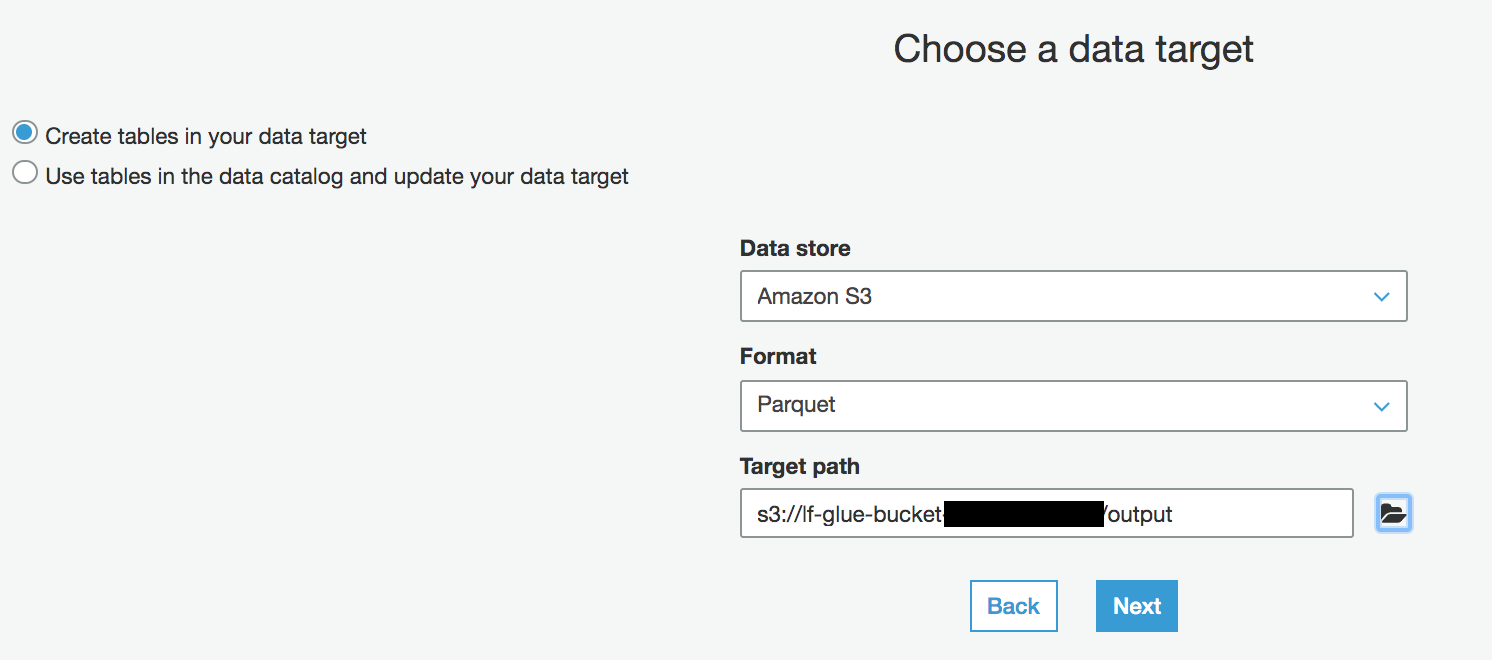 Choose a data target
Create tables in your data target
Use tables in the data catalog and update your data target
Data store
Amazon S3
Format
Parquet
Target path
s3://lf-glue-bucket- /output
Back
Next